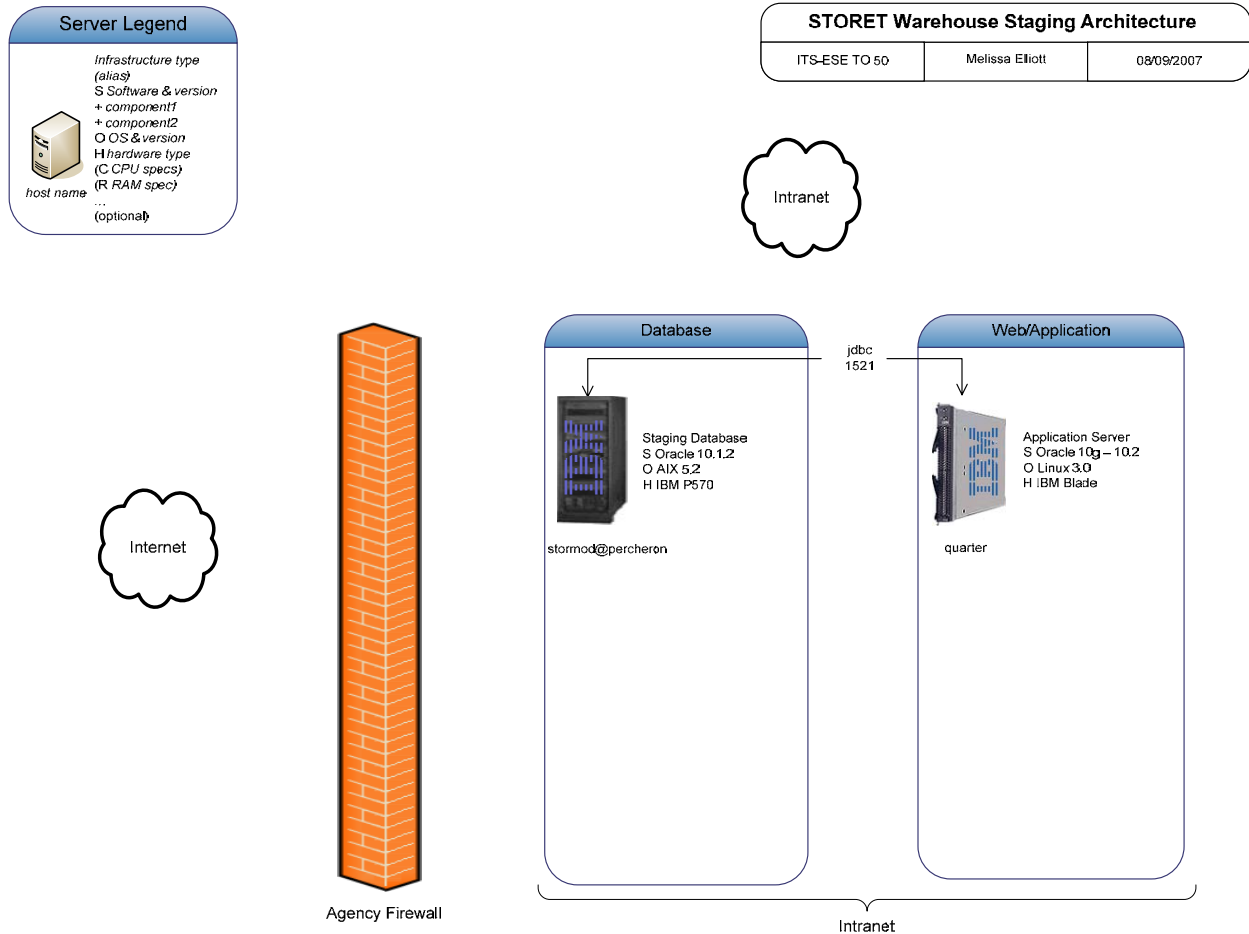 Server Legend
Infrastructure type
(alias)
S Software & version
+ component1
+ component2
O OS & version
H hardware type
(C CPU specs)
(R RAM spec)
...
(optional)
host name
STORET Warehouse Staging Architecture
ITS-ESE TO 50
Melissa Elliott
08/09/2007
Intranet
Internet
Agency Firewall
Database
Web/Application
jdbc
1521
IBM
Staging Database
S Oracle 10.1.2
O AIX 5.2
H IBM P570
stormod@percheron
IBM
Application Server
S Oracle 10g – 10.2
O Linux 3.0
H IBM Blade
quarter
Intranet